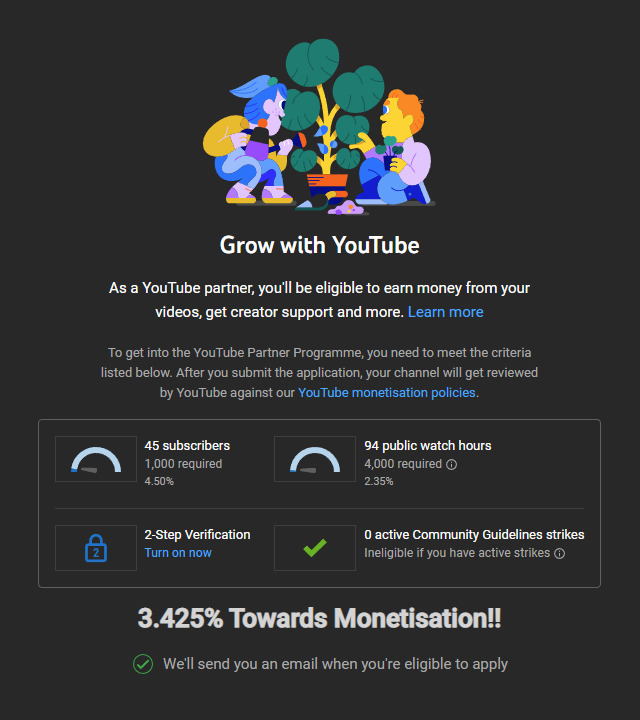 Grow with YouTube
As a YouTube partner, you'll be eligible to earn money from your
videos, get creator support and more. Learn more
To get into the YouTube Partner Programme, you need to meet the criteria
listed below. After you submit the application, your channel will get reviewed
by YouTube against our YouTube monetisation policies.
45 subscribers
1,000 required
4.50%
94 public watch hours
4,000 required
2.35%
2
2-Step Verification
Turn on now
0 active Community Guidelines strikes
Ineligible if you have active strikes
3.425% Towards Monetisation!!
We'll send you an email when you're eligible to apply